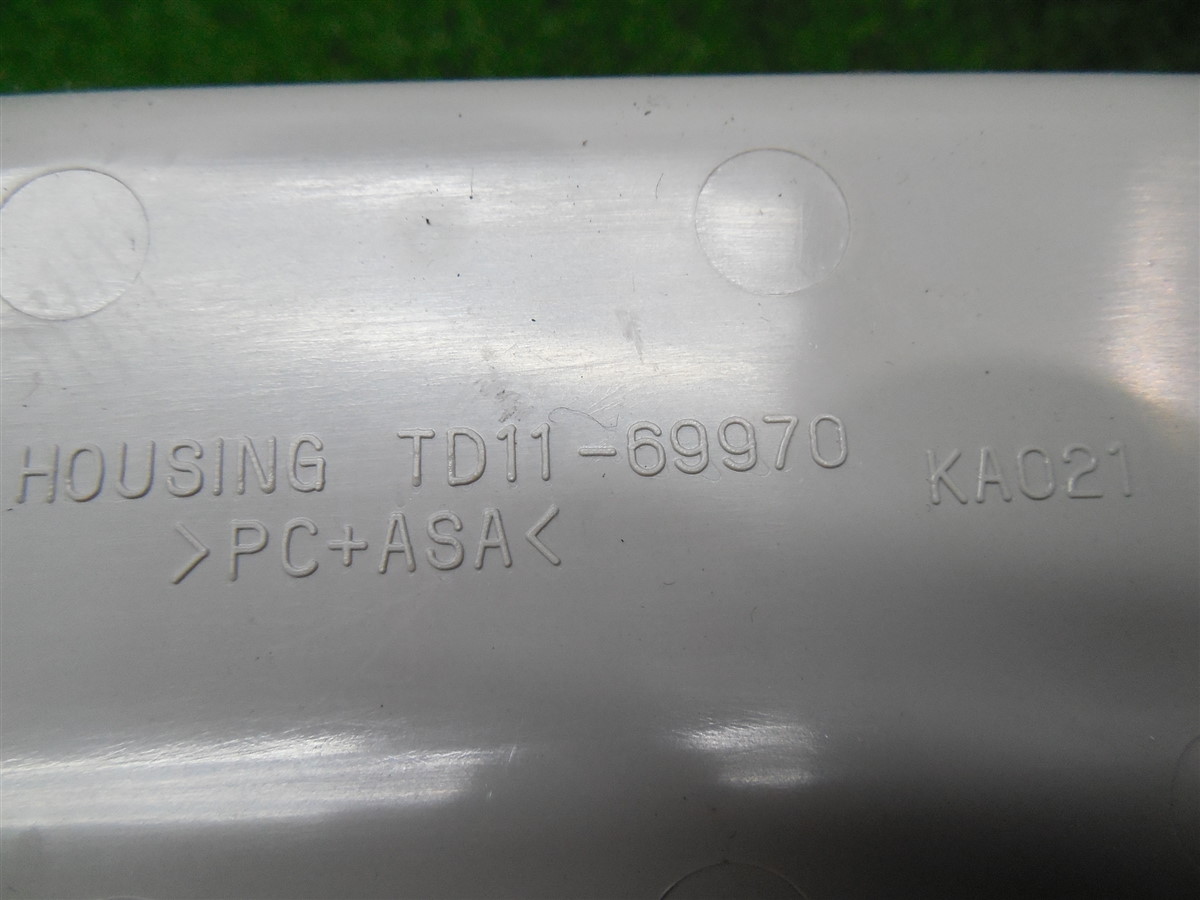 HOUSING TD11-69970 KA021
>PC+ASA<